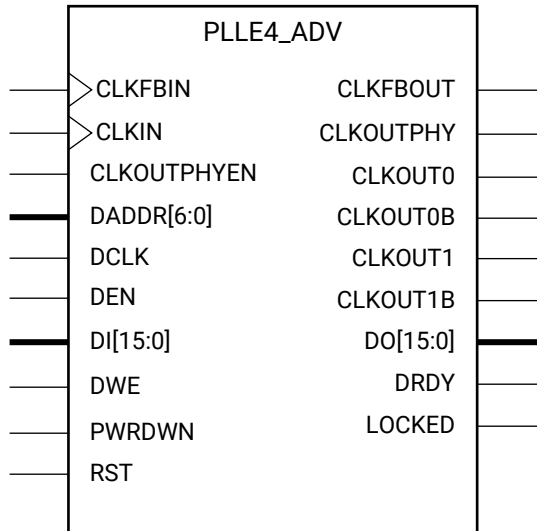 PLLE4_ADV
CLKFBIN CLKFBOUT
CLKIN CLKOUTPHY
CLKOUTPHYEN CLKOUT0
DADDR[6:0] CLKOUT0B
DCLK CLKOUT1
DEN CLKOUT1B
DI[15:0] DO[15:0]
DWE DRDY
PWRDWN LOCKED
RST